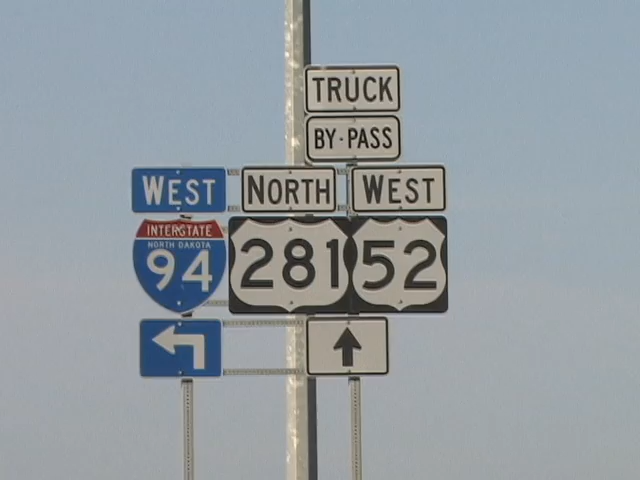 TRUCK
BY-PASS
WEST NORTH WEST
INTERSTATE
NORTH DAKOTA
94 281 52